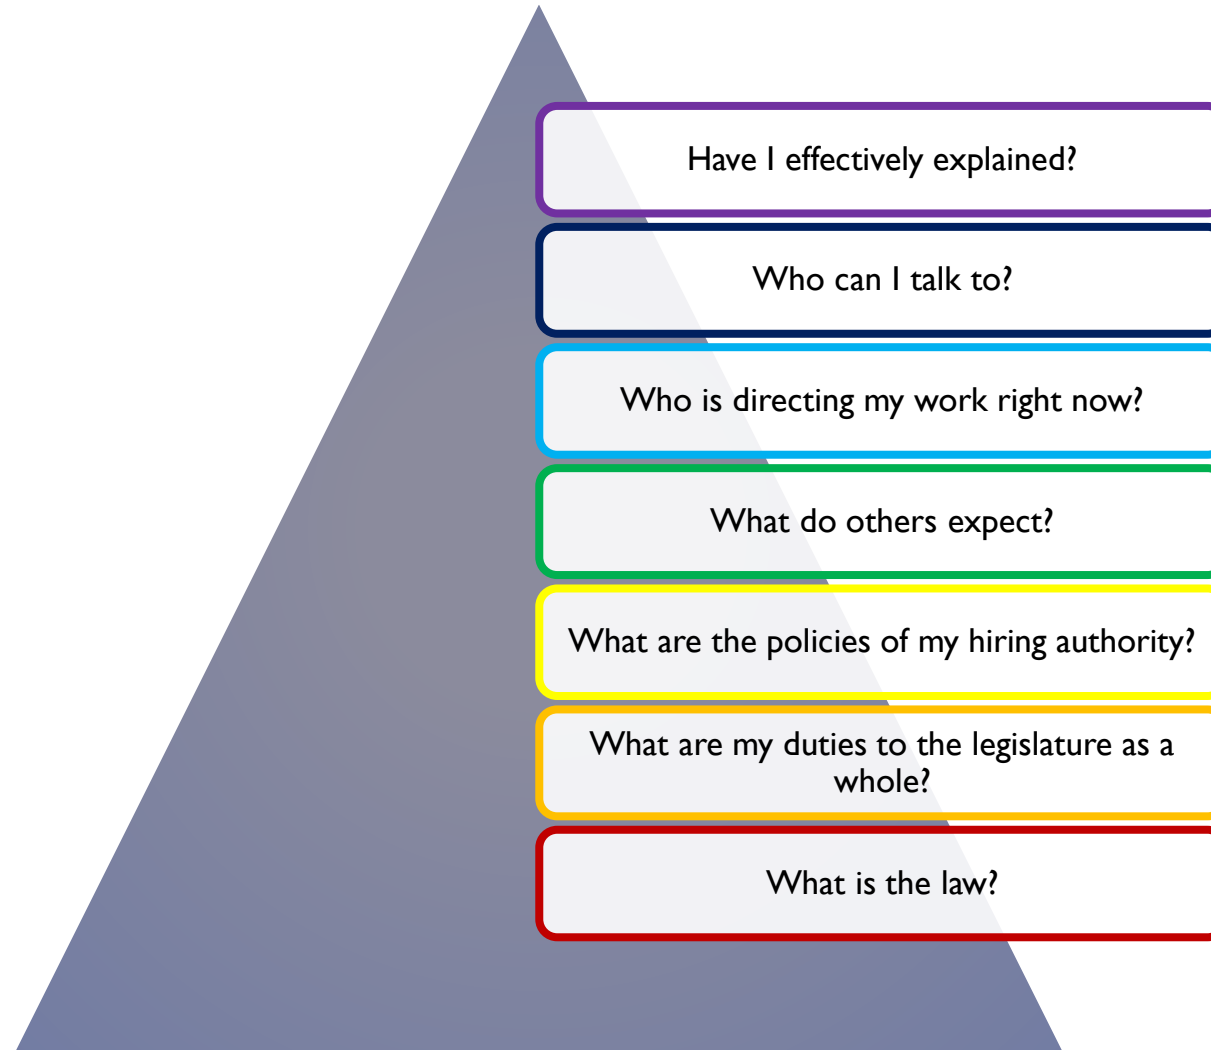 Have I effectively explained?
Who can I talk to?
Who is directing my work right now?
What do others expect?
What are the policies of my hiring authority?
What are my duties to the legislature as a
whole?
What is the law?